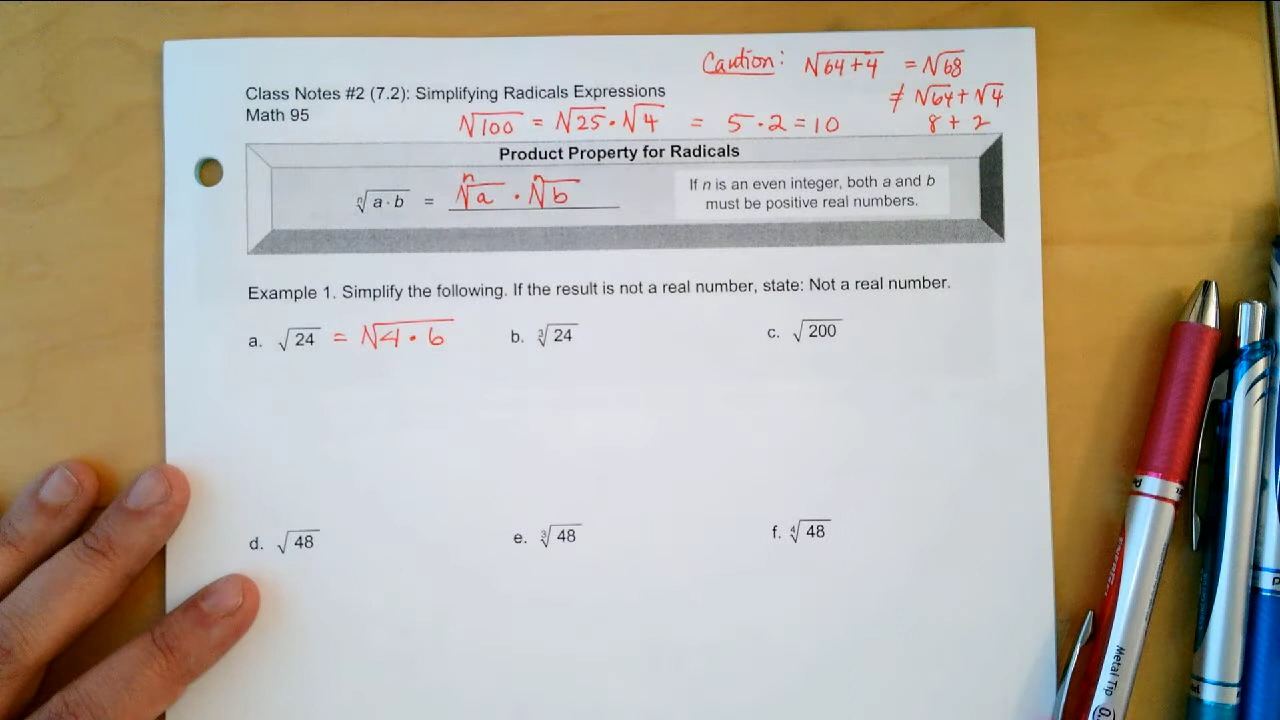 Caution: √64+4 = √68
Class Notes #2 (7.2): Simplifying Radicals Expressions
≠ √64 + √4
Math 95
√100 = √25 · √4 = 5 · 2 = 10
8 + 2
Product Property for Radicals
ⁿ√a · b = ⁿ√a · ⁿ√b
If n is an even integer, both a and b
must be positive real numbers.
Example 1. Simplify the following. If the result is not a real number, state: Not a real number.
a. √24 = √4 · 6
b. ³√24
c. √200
d. √48
e. ³√48
f. ⁴√48
Metal Tip